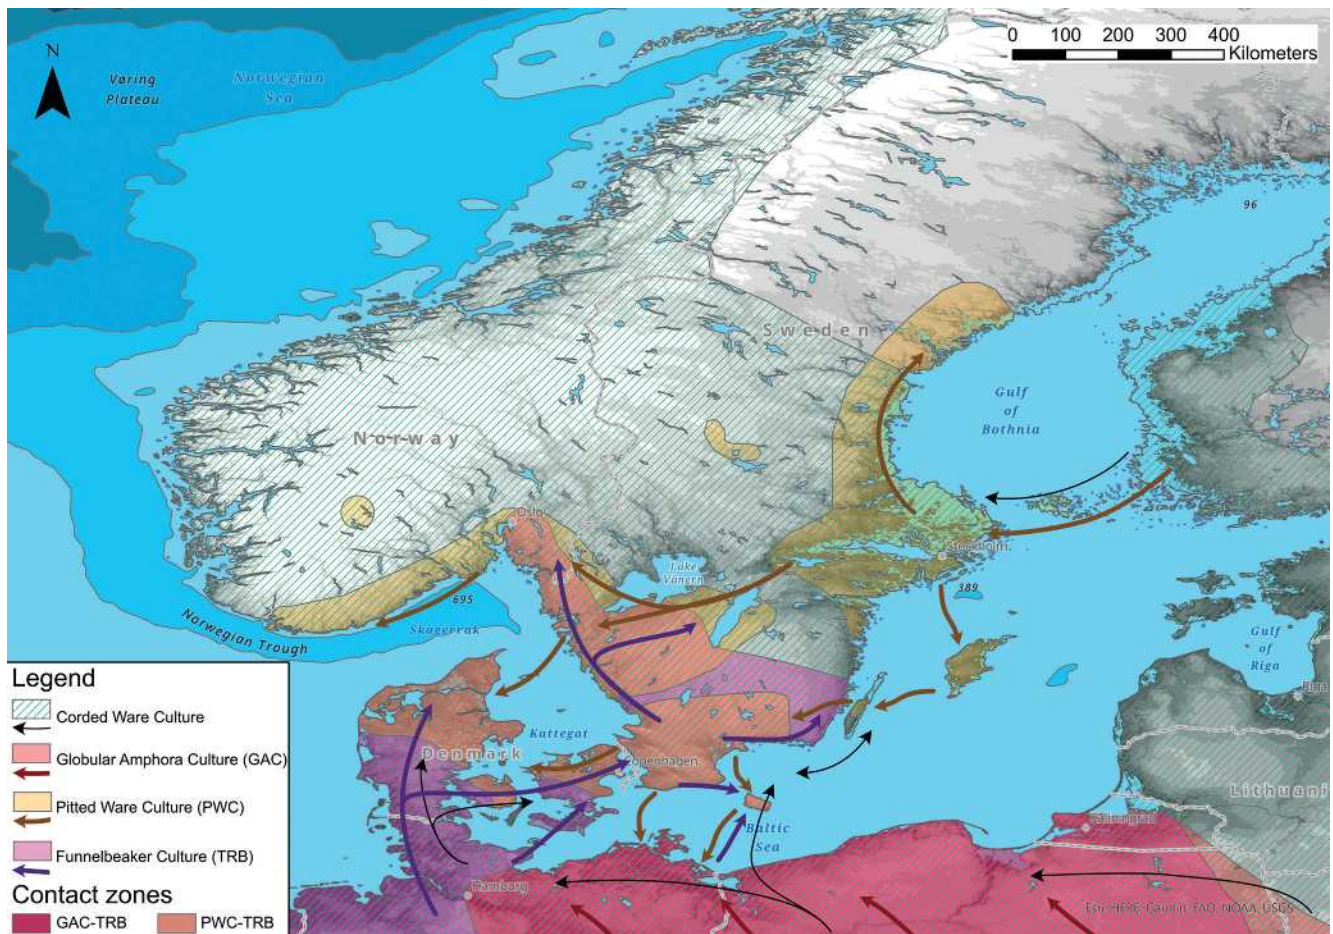 N
0 100 200 300 400
Kilometers
Vøring
Plateau
Norwegian
Sea
96
Sweden
Gulf
of
Bothnia
Norway
Oslo
Stockholm
Lake
Vänern
389
695
Skagerrak
Norwegian Trough
Gulf
of
Riga
Riga
Kattegat
Denmark
Copenhagen
Lithuani
Kaliningrad
Baltic
Sea
Hamburg
Esri, HERE, Garmin, FAO, NOAA, USGS
Legend
Corded Ware Culture
Globular Amphora Culture (GAC)
Pitted Ware Culture (PWC)
Funnelbeaker Culture (TRB)
Contact zones
GAC-TRB PWC-TRB